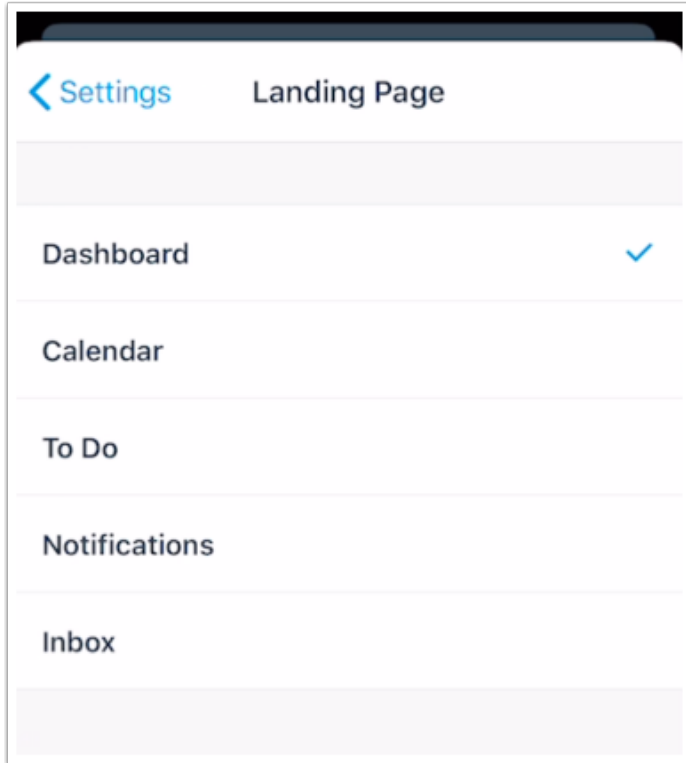 Settings Landing Page
Dashboard
Calendar
To Do
Notifications
Inbox